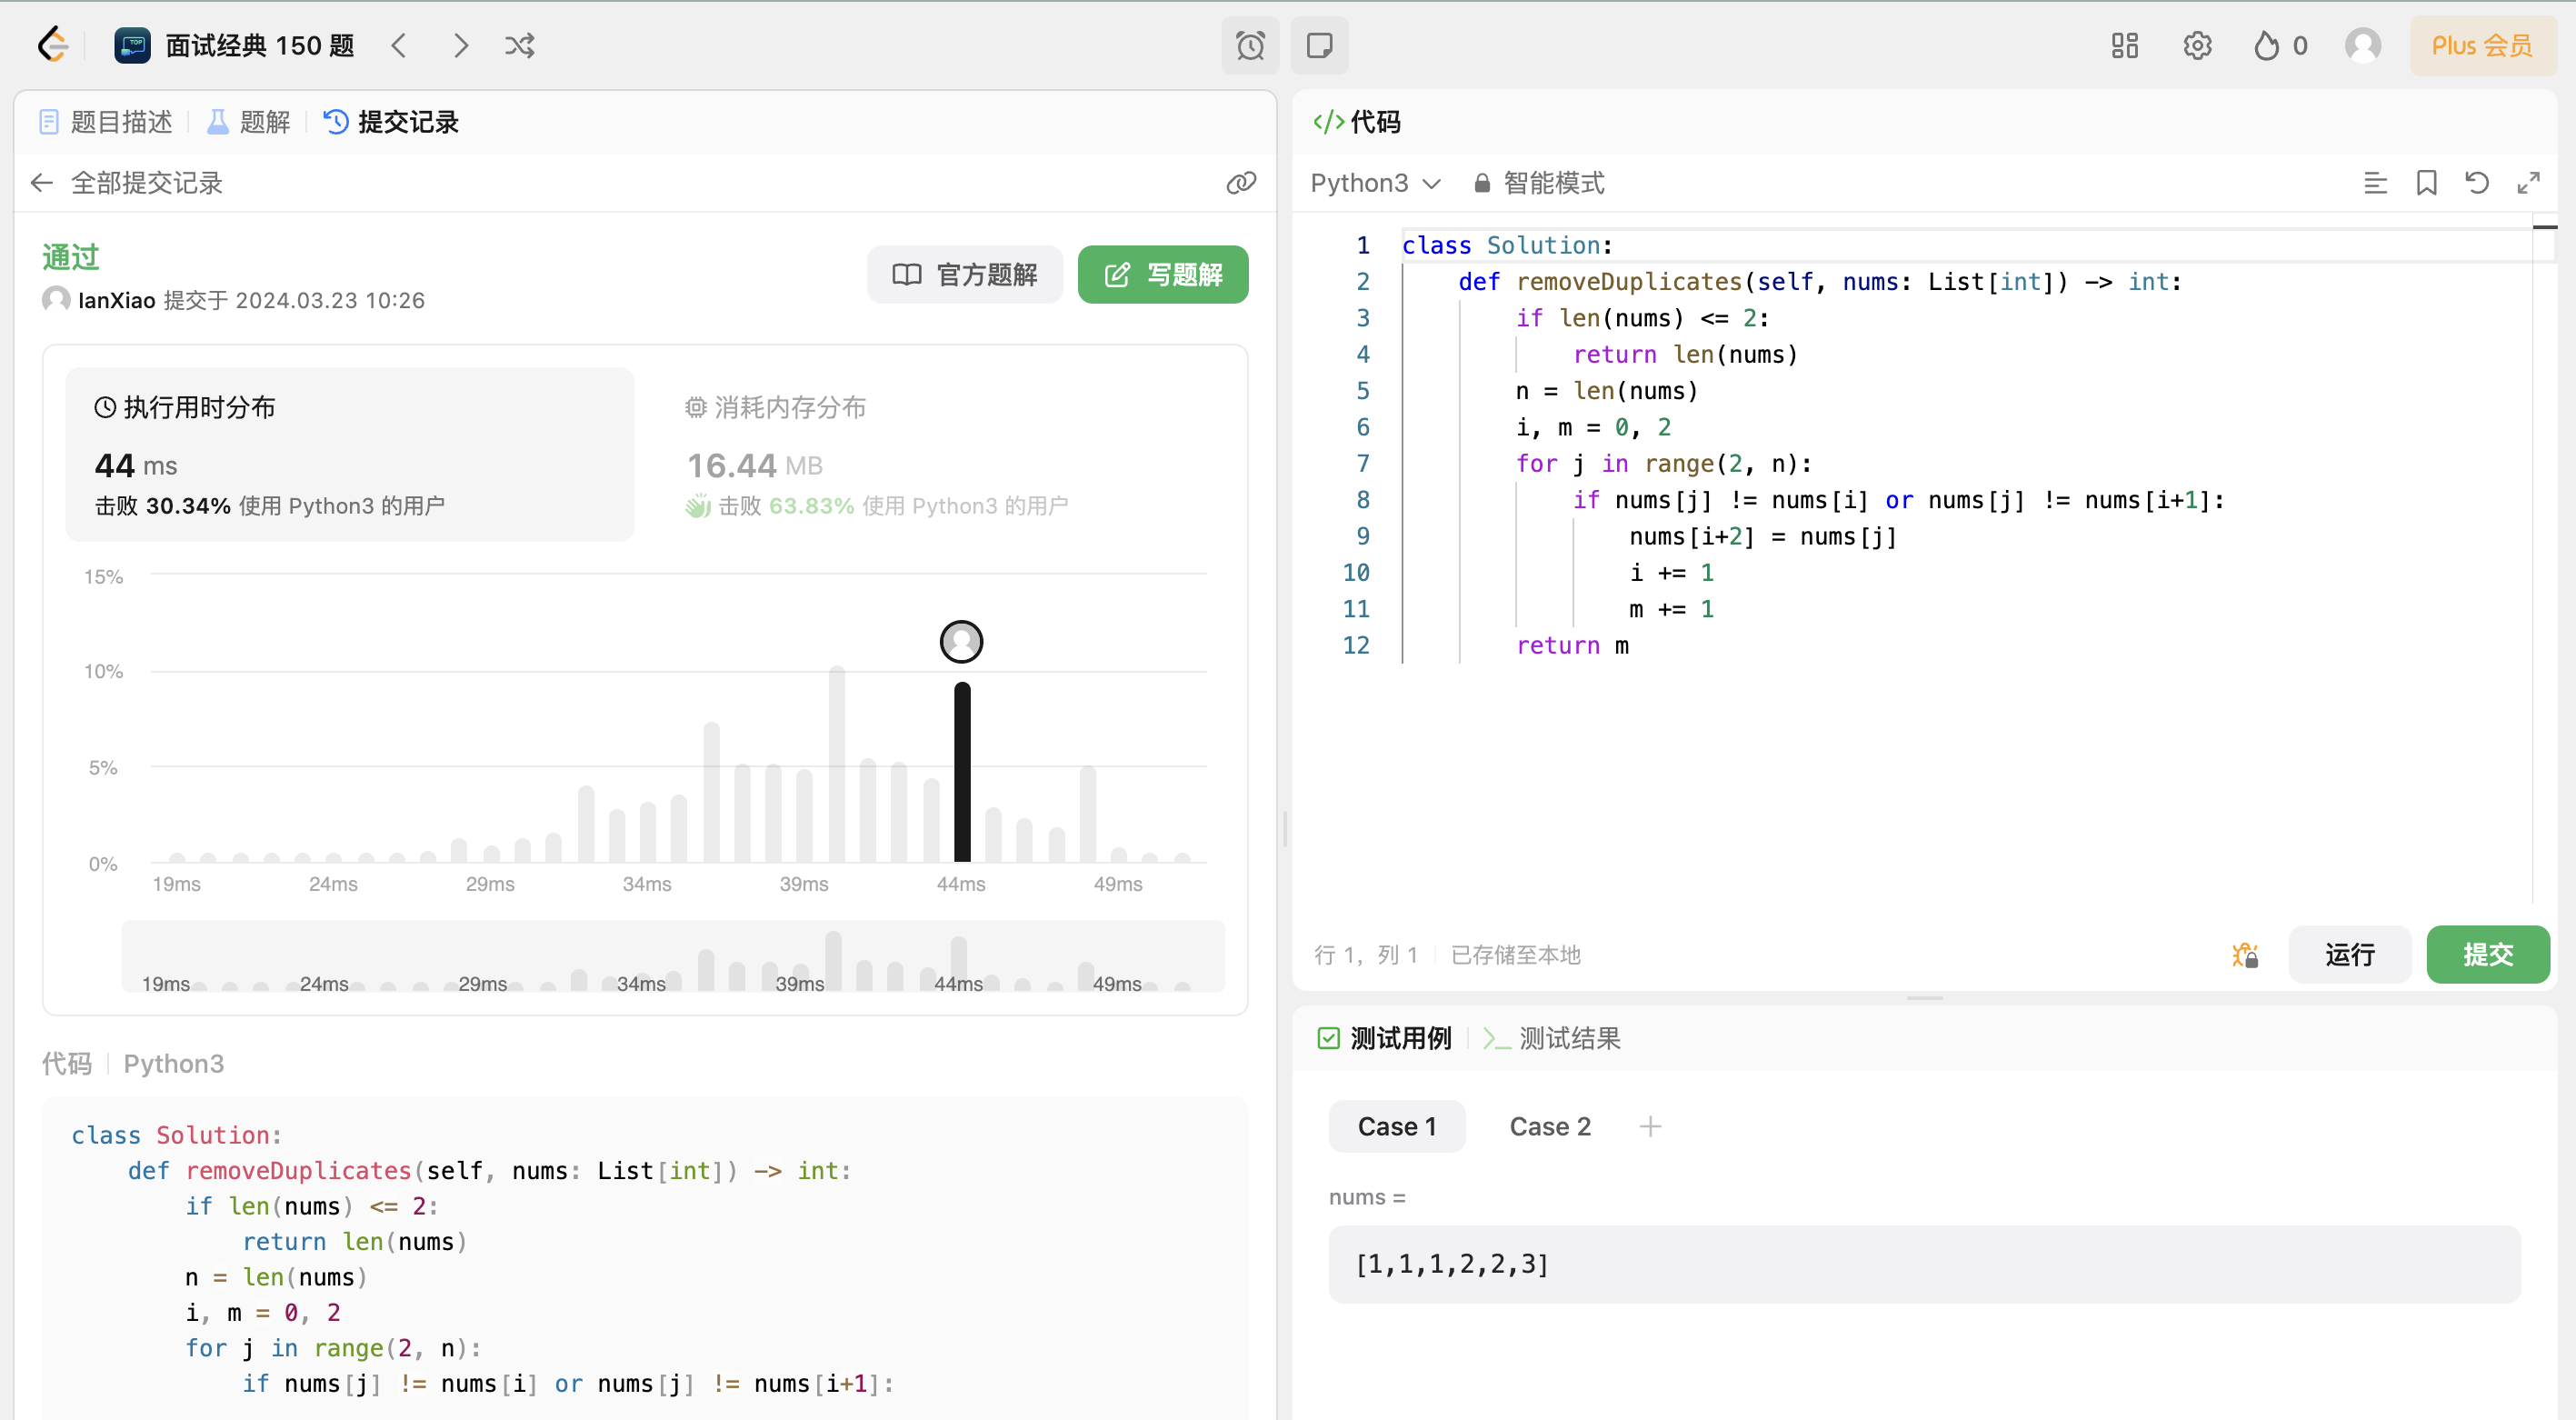 面试经典 150 题
0
Plus 会员
题目描述
题解
提交记录
全部提交记录
通过
IanXiao 提交于 2024.03.23 10:26
官方题解
写题解
执行用时分布
44 ms
击败 30.34% 使用 Python3 的用户
消耗内存分布
16.44 MB
击败 63.83% 使用 Python3 的用户
15%
10%
5%
0%
19ms 24ms 29ms 34ms 39ms 44ms 49ms
19ms 24ms 29ms 34ms 39ms 44ms 49ms
代码 Python3
class Solution:
    def removeDuplicates(self, nums: List[int]) -> int:
        if len(nums) <= 2:
            return len(nums)
        n = len(nums)
        i, m = 0, 2
        for j in range(2, n):
            if nums[j] != nums[i] or nums[j] != nums[i+1]:
</> 代码
Python3 智能模式
1 class Solution:
2     def removeDuplicates(self, nums: List[int]) -> int:
3         if len(nums) <= 2:
4             return len(nums)
5         n = len(nums)
6         i, m = 0, 2
7         for j in range(2, n):
8             if nums[j] != nums[i] or nums[j] != nums[i+1]:
9                 nums[i+2] = nums[j]
10                 i += 1
11                 m += 1
12         return m
行 1，列 1 已存储至本地
运行
提交
测试用例
测试结果
Case 1 Case 2
nums =
[1,1,1,2,2,3]